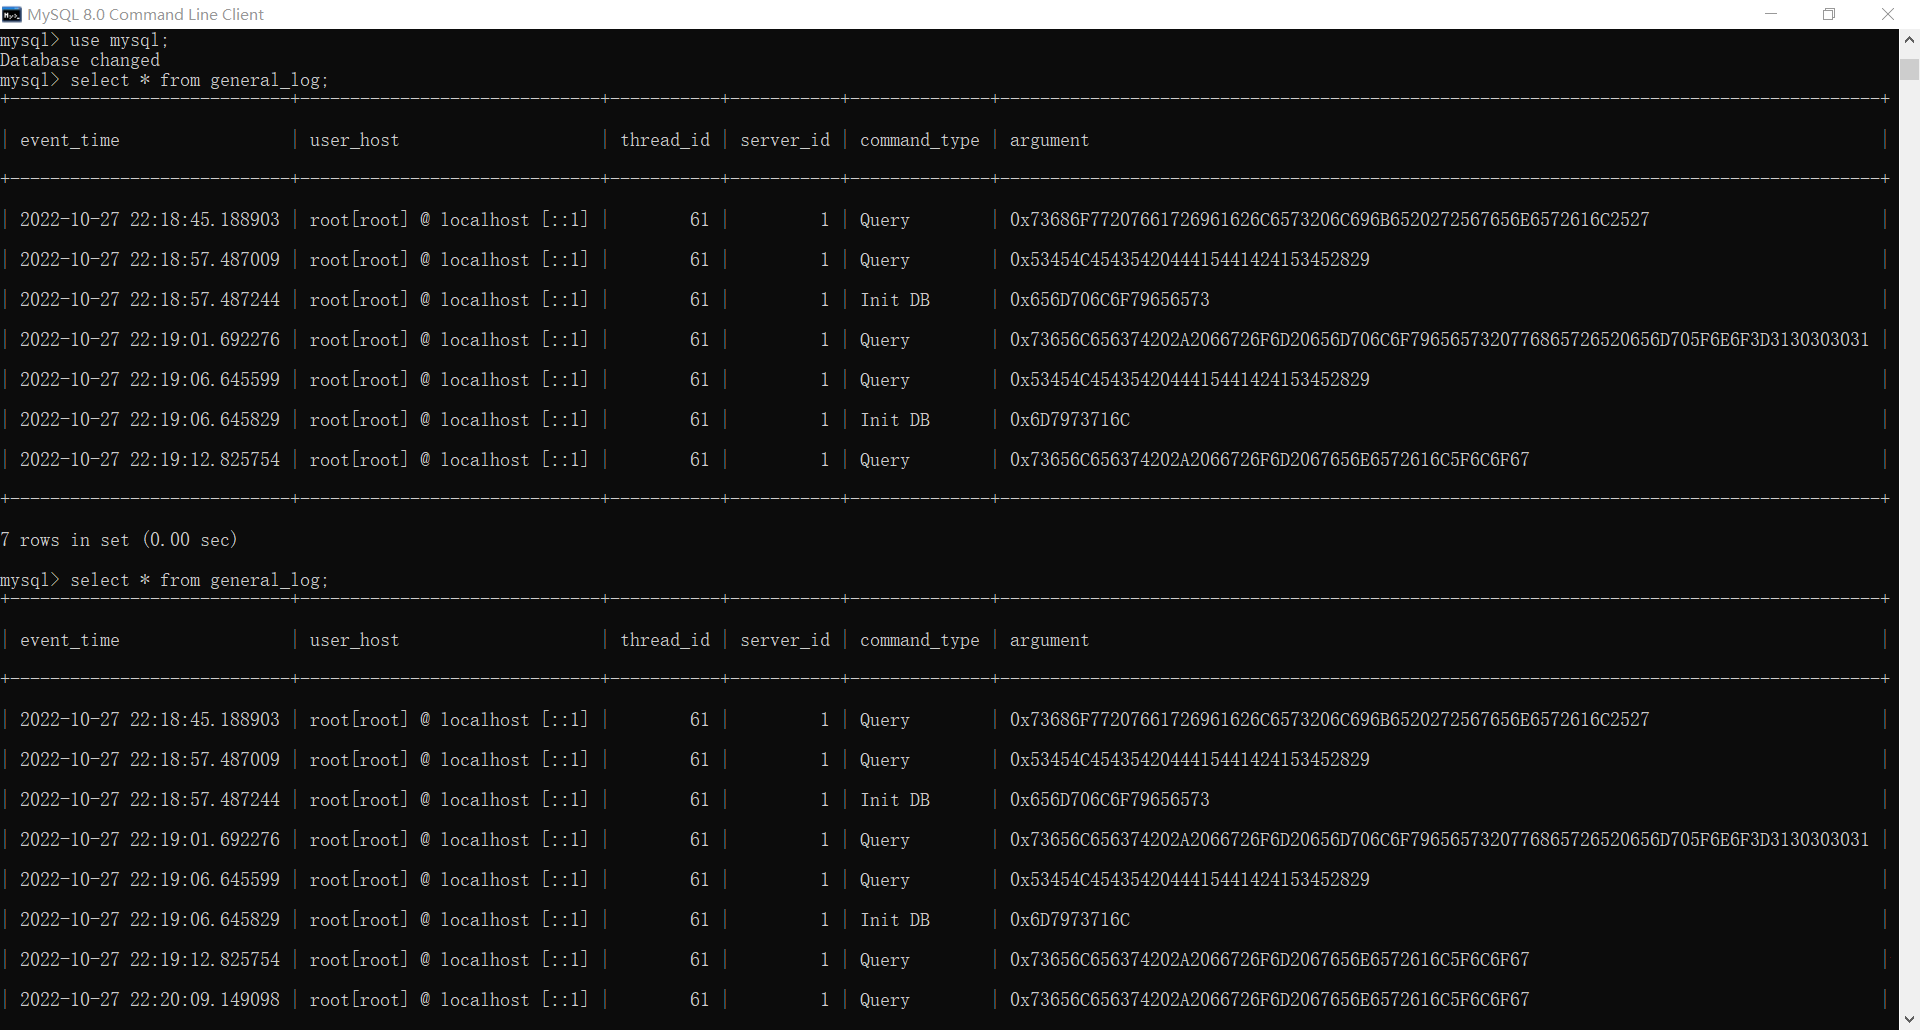 MySQL 8.0 Command Line Client
mysql> use mysql;
Database changed
mysql> select * from general_log;
| event_time | user_host | thread_id | server_id | command_type | argument |
| 2022-10-27 22:18:45.188903 | root[root] @ localhost [::1] | 61 | 1 | Query | 0x73686F77207661726961626C6573206C696B6520272567656E6572616C2527 |
| 2022-10-27 22:18:57.487009 | root[root] @ localhost [::1] | 61 | 1 | Query | 0x53454C45435420444154414241534528​29 |
| 2022-10-27 22:18:57.487244 | root[root] @ localhost [::1] | 61 | 1 | Init DB | 0x656D706C6F79656573 |
| 2022-10-27 22:19:01.692276 | root[root] @ localhost [::1] | 61 | 1 | Query | 0x73656C656374202A2066726F6D20656D706C6F7965657320776865726520656D705F6E6F3D3130303031 |
| 2022-10-27 22:19:06.645599 | root[root] @ localhost [::1] | 61 | 1 | Query | 0x53454C4543542044415441424153452829 |
| 2022-10-27 22:19:06.645829 | root[root] @ localhost [::1] | 61 | 1 | Init DB | 0x6D7973716C |
| 2022-10-27 22:19:12.825754 | root[root] @ localhost [::1] | 61 | 1 | Query | 0x73656C656374202A2066726F6D2067656E6572616C5F6C6F67 |
7 rows in set (0.00 sec)
mysql> select * from general_log;
| event_time | user_host | thread_id | server_id | command_type | argument |
| 2022-10-27 22:18:45.188903 | root[root] @ localhost [::1] | 61 | 1 | Query | 0x73686F77207661726961626C6573206C696B6520272567656E6572616C2527 |
| 2022-10-27 22:18:57.487009 | root[root] @ localhost [::1] | 61 | 1 | Query | 0x53454C4543542044415441424153452829 |
| 2022-10-27 22:18:57.487244 | root[root] @ localhost [::1] | 61 | 1 | Init DB | 0x656D706C6F79656573 |
| 2022-10-27 22:19:01.692276 | root[root] @ localhost [::1] | 61 | 1 | Query | 0x73656C656374202A2066726F6D20656D706C6F7965657320776865726520656D705F6E6F3D3130303031 |
| 2022-10-27 22:19:06.645599 | root[root] @ localhost [::1] | 61 | 1 | Query | 0x53454C4543542044415441424153452829 |
| 2022-10-27 22:19:06.645829 | root[root] @ localhost [::1] | 61 | 1 | Init DB | 0x6D7973716C |
| 2022-10-27 22:19:12.825754 | root[root] @ localhost [::1] | 61 | 1 | Query | 0x73656C656374202A2066726F6D2067656E6572616C5F6C6F67 |
| 2022-10-27 22:20:09.149098 | root[root] @ localhost [::1] | 61 | 1 | Query | 0x73656C656374202A2066726F6D2067656E6572616C5F6C6F67 |